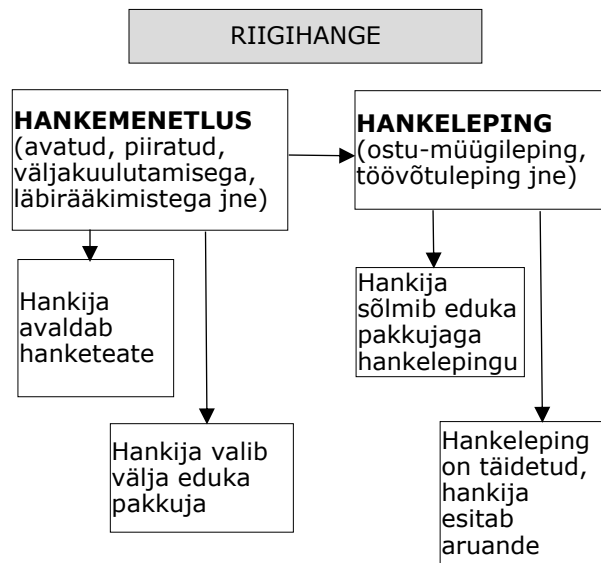 RIIGIHANGE
HANKEMENETLUS
(avatud, piiratud,
väljakuulutamisega,
läbirääkimistega jne)
HANKELEPING
(ostu-müügileping,
töövõtuleping jne)
Hankija
avaldab
hanketeate
Hankija valib
välja eduka
pakkuja
Hankija
sõlmib eduka
pakkujaga
hankelepingu
Hankeleping
on täidetud,
hankija
esitab
aruande